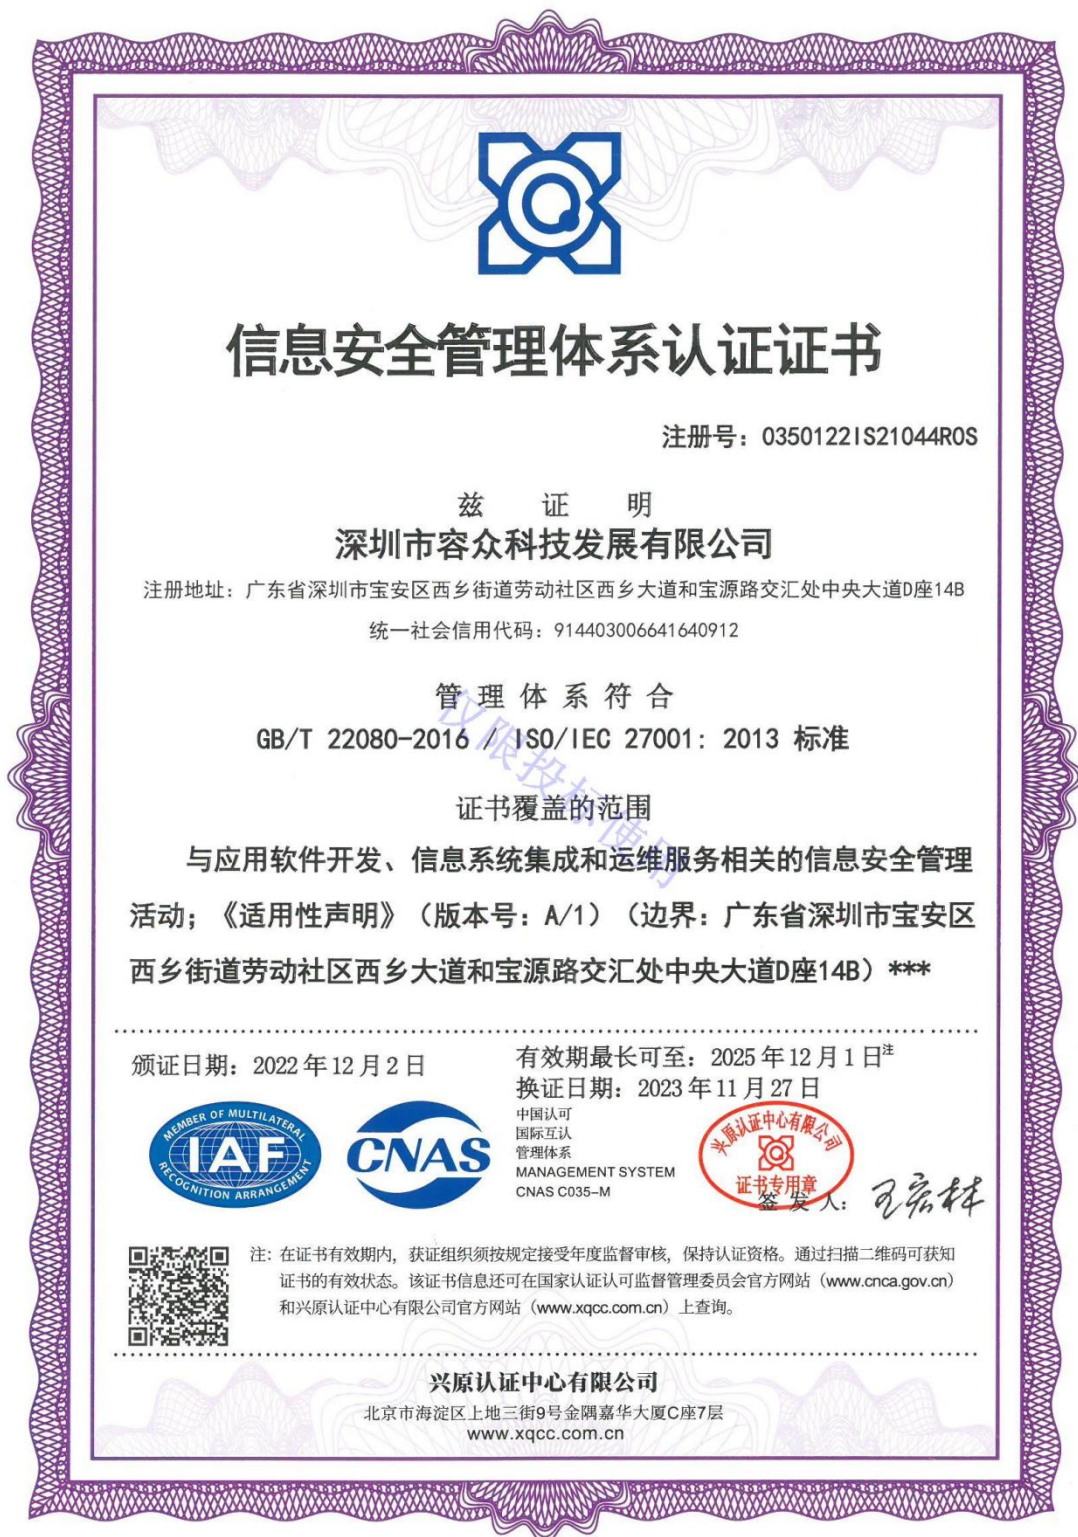 信息安全管理体系认证证书
注册号：0350122IS21044R0S
兹 证 明
深圳市容众科技发展有限公司
注册地址：广东省深圳市宝安区西乡街道劳动社区西乡大道和宝源路交汇处中央大道D座14B
统一社会信用代码：914403006641640912
管理体系符合
GB/T 22080-2016 / ISO/IEC 27001: 2013 标准
仅限投标使用
证书覆盖的范围
与应用软件开发、信息系统集成和运维服务相关的信息安全管理
活动；《适用性声明》（版本号：A/1）（边界：广东省深圳市宝安区
西乡街道劳动社区西乡大道和宝源路交汇处中央大道D座14B）***
颁证日期：2022年12月2日
有效期最长可至：2025年12月1日注
换证日期：2023年11月27日
MEMBER OF MULTILATERAL
IAF
RECOGNITION ARRANGEMENT
CNAS
中国认可
国际互认
管理体系
MANAGEMENT SYSTEM
CNAS C035-M
兴原认证中心有限公司
证书专用章
签 发 人：
注：在证书有效期内，获证组织须按规定接受年度监督审核，保持认证资格。通过扫描二维码可获知
证书的有效状态。该证书信息还可在国家认证认可监督管理委员会官方网站（www.cnca.gov.cn）
和兴原认证中心有限公司官方网站（www.xqcc.com.cn）上查询。
兴原认证中心有限公司
北京市海淀区上地三街9号金隅嘉华大厦C座7层
www.xqcc.com.cn